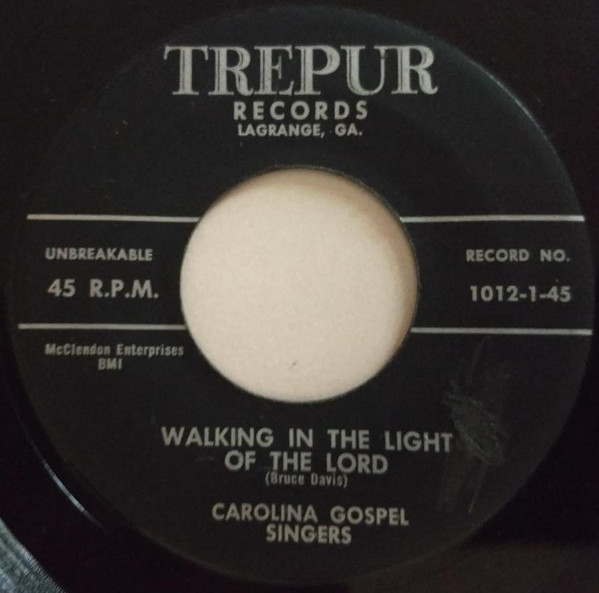 TREPUR
RECORDS
LAGRANGE, GA.
UNBREAKABLE
45 R.P.M.
RECORD NO.
1012-1-45
McClendon Enterprises
BMI
WALKING IN THE LIGHT
OF THE LORD
(Bruce Davis)
CAROLINA GOSPEL
SINGERS